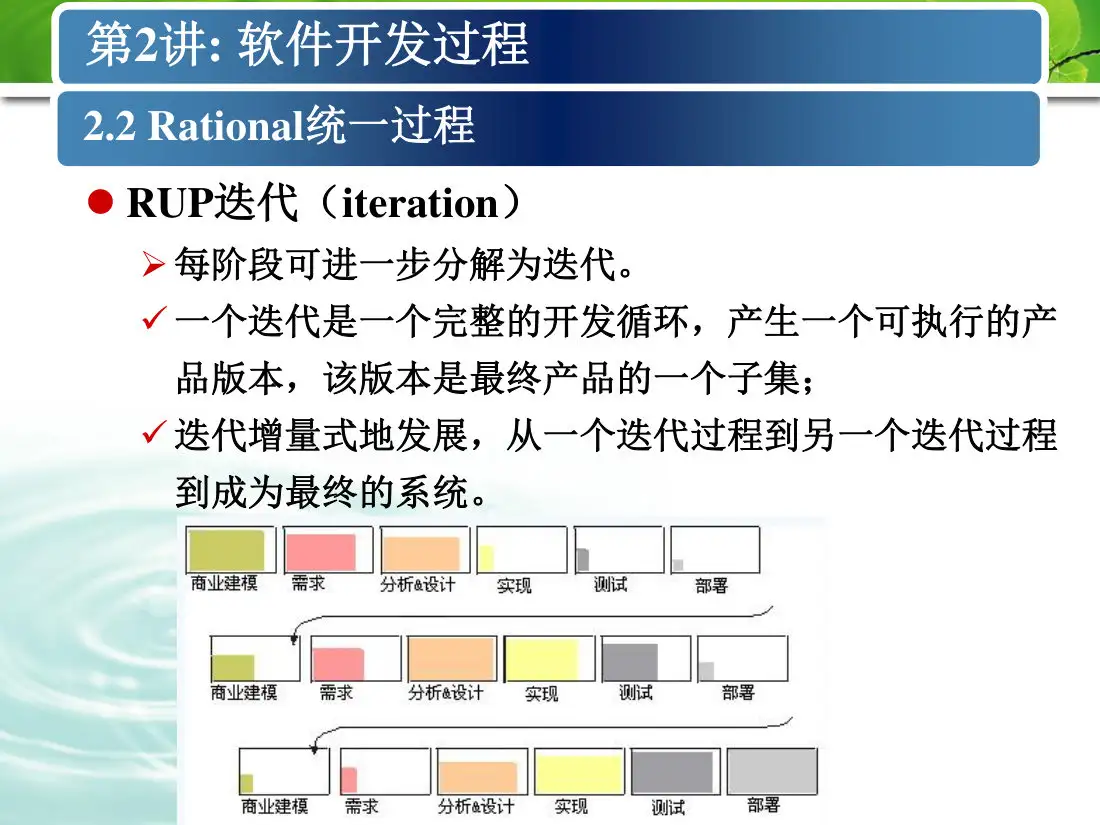 第2讲: 软件开发过程
2.2 Rational统一过程
RUP迭代（iteration）
每阶段可进一步分解为迭代。
一个迭代是一个完整的开发循环，产生一个可执行的产
品版本，该版本是最终产品的一个子集；
迭代增量式地发展，从一个迭代过程到另一个迭代过程
到成为最终的系统。
商业建模 需求 分析&设计 实现 测试 部署
商业建模 需求 分析&设计 实现 测试 部署
商业建模 需求 分析&设计 实现 测试 部署